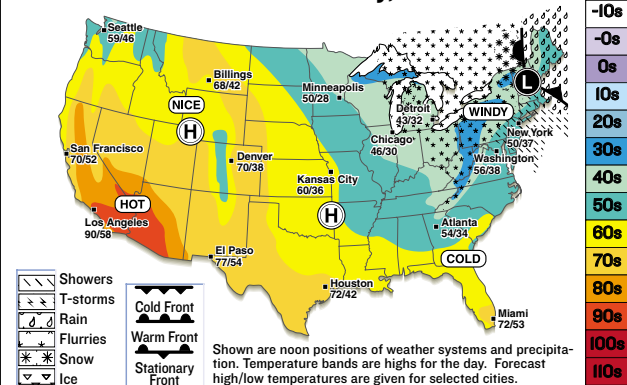 Seattle
59/46
Billings
68/42
Minneapolis
50/28
Detroit
43/32
NICE
H
WINDY
L
New York
50/37
Chicago
46/30
San Francisco
70/52
Denver
70/38
Washington
56/38
Kansas City
60/36
HOT
H
Los Angeles
90/58
Atlanta
54/34
El Paso
77/54
COLD
Houston
72/42
Miami
72/53
-10s
-0s
0s
10s
20s
30s
40s
50s
60s
70s
80s
90s
100s
110s
Showers
T-storms
Rain
Flurries
Snow
Ice
Cold Front
Warm Front
Stationary
Front
Shown are noon positions of weather systems and precipita-
tion. Temperature bands are highs for the day. Forecast
high/low temperatures are given for selected cities.